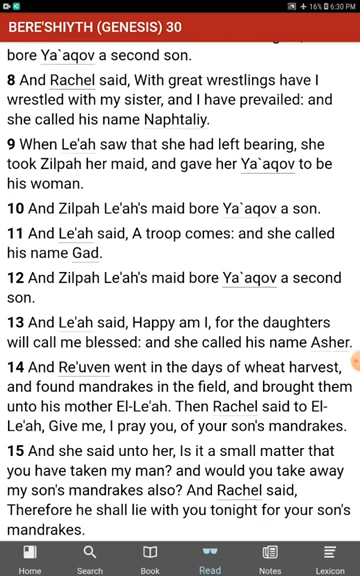 16% 6:30 PM
BERE'SHIYTH (GENESIS) 30
bore Ya`aqov a second son.
8 And Rachel said, With great wrestlings have I
wrestled with my sister, and I have prevailed: and
she called his name Naphtaliy.
9 When Le'ah saw that she had left bearing, she
took Zilpah her maid, and gave her Ya`aqov to be
his woman.
10 And Zilpah Le'ah's maid bore Ya`aqov a son.
11 And Le'ah said, A troop comes: and she called
his name Gad.
12 And Zilpah Le'ah's maid bore Ya`aqov a second
son.
13 And Le'ah said, Happy am I, for the daughters
will call me blessed: and she called his name Asher.
14 And Re'uven went in the days of wheat harvest,
and found mandrakes in the field, and brought them
unto his mother El-Le'ah. Then Rachel said to El-
Le'ah, Give me, I pray you, of your son's mandrakes.
15 And she said unto her, Is it a small matter that
you have taken my man? and would you take away
my son's mandrakes also? And Rachel said,
Therefore he shall lie with you tonight for your son's
mandrakes.
Home Search Book Read Notes Lexicon